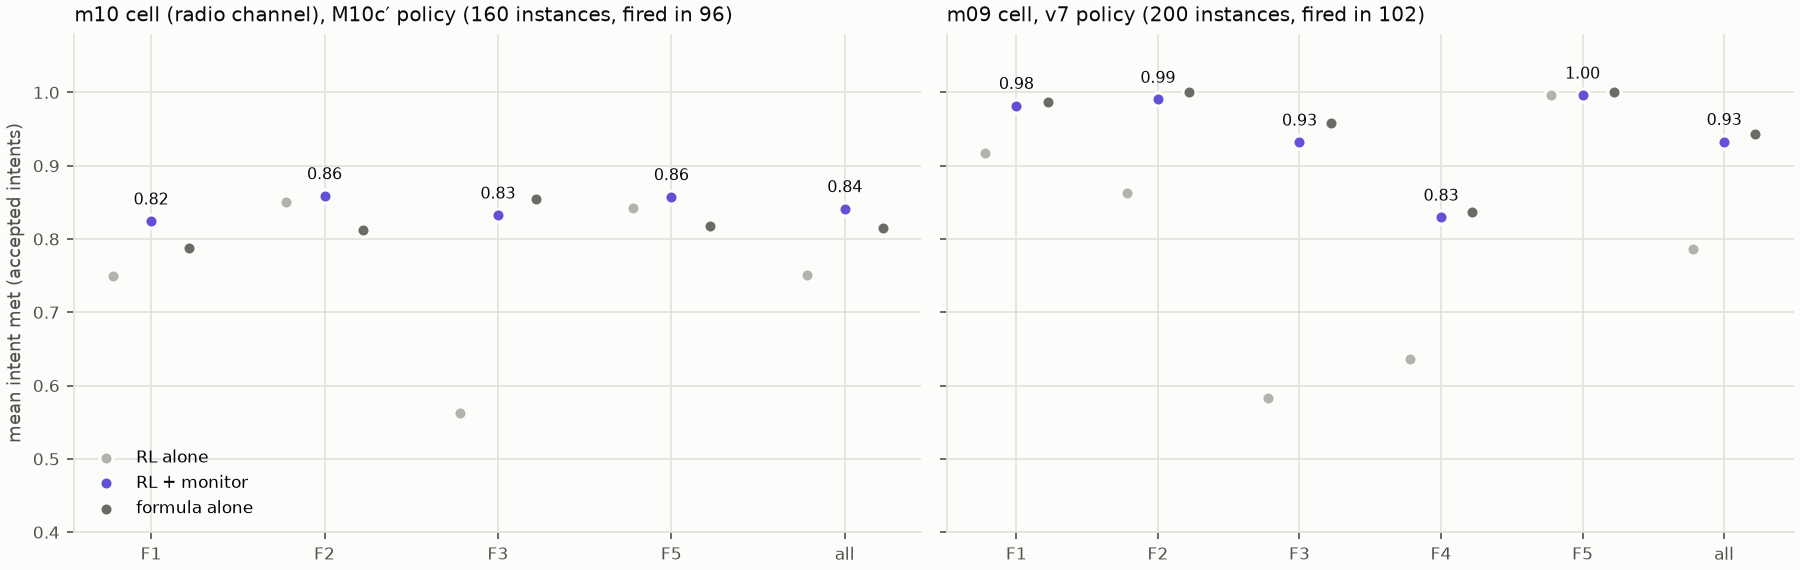 m10 cell (radio channel), M10c′ policy (160 instances, fired in 96)
mean intent met (accepted intents)
1.0
0.9
0.8
0.7
0.6
0.5
0.4
0.82
0.86
0.83
0.86
0.84
RL alone
RL + monitor
formula alone
F1 F2 F3 F5 all
m09 cell, v7 policy (200 instances, fired in 102)
0.98
0.99
0.93
0.83
1.00
0.93
F1 F2 F3 F4 F5 all